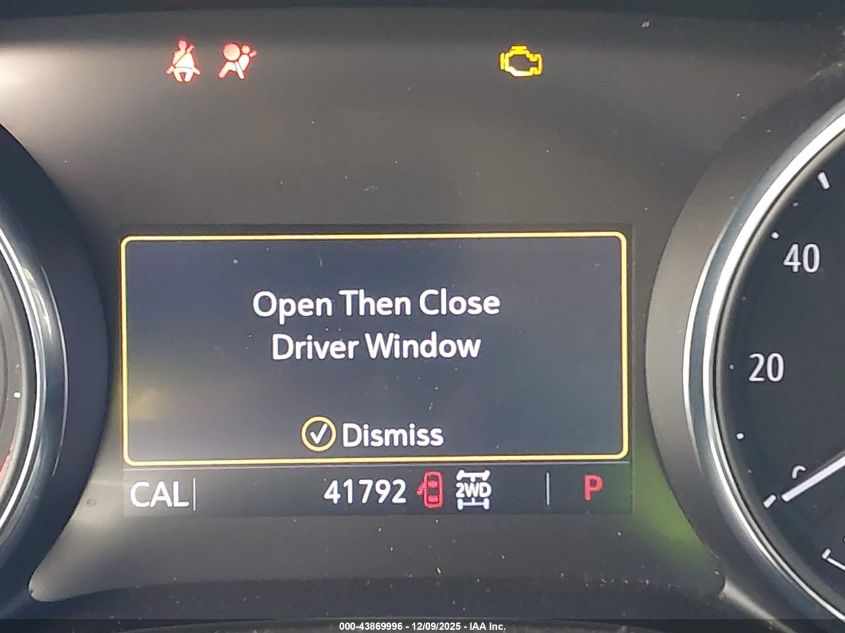 Open Then Close
Driver Window
Dismiss
CAL 41792 2WD P
40
20
000-43869996 - 12/09/2025 - IAA Inc.